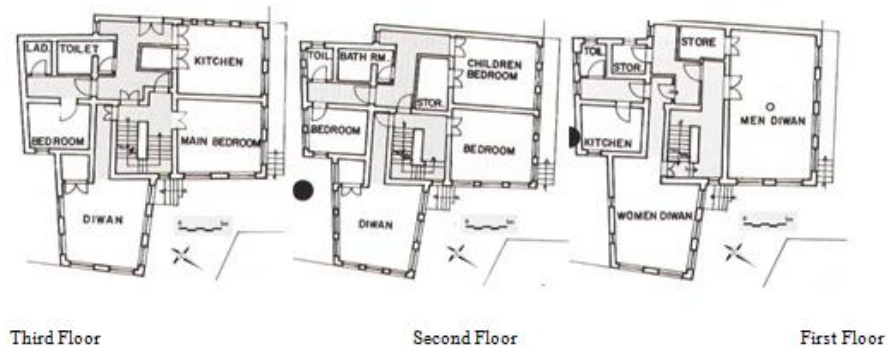 LAD.
TOILET
KITCHEN
BEDROOM
MAIN BEDROOM
DIWAN
Third Floor
TOIL.
BATH RM.
CHILDREN
BEDROOM
STOR.
BEDROOM
BEDROOM
DIWAN
Second Floor
TOIL.
STOR.
STORE
MEN DIWAN
KITCHEN
WOMEN DIWAN
First Floor